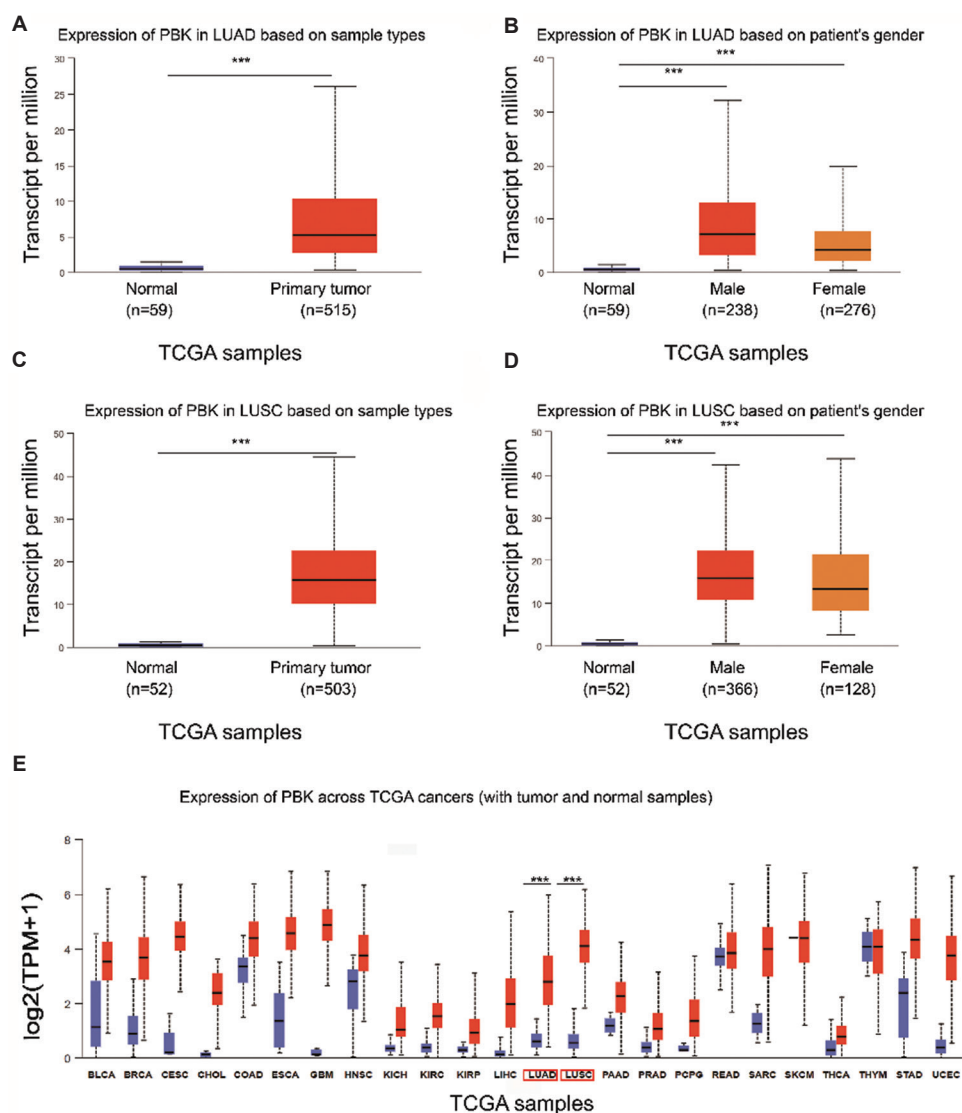 A
Expression of PBK in LUAD based on sample types
***
Transcript per million
30
25
20
15
10
5
0
Normal
(n=59)
Primary tumor
(n=515)
TCGA samples
B
Expression of PBK in LUAD based on patient's gender
***
***
Transcript per million
40
30
20
10
0
Normal
(n=59)
Male
(n=238)
Female
(n=276)
TCGA samples
C
Expression of PBK in LUSC based on sample types
***
Transcript per million
50
40
30
20
10
0
Normal
(n=52)
Primary tumor
(n=503)
TCGA samples
D
Expression of PBK in LUSC based on patient's gender
***
***
Transcript per million
50
40
30
20
10
0
Normal
(n=52)
Male
(n=366)
Female
(n=128)
TCGA samples
E
Expression of PBK across TCGA cancers (with tumor and normal samples)
*** ***
log2(TPM+1)
8
6
4
2
0
BLCA BRCA CESC CHOL COAD ESCA GBM HNSC KICH KIRC KIRP LIHC LUAD LUSC PAAD PRAD PCPG READ SARC SKCM THCA THYM STAD UCEC
TCGA samples